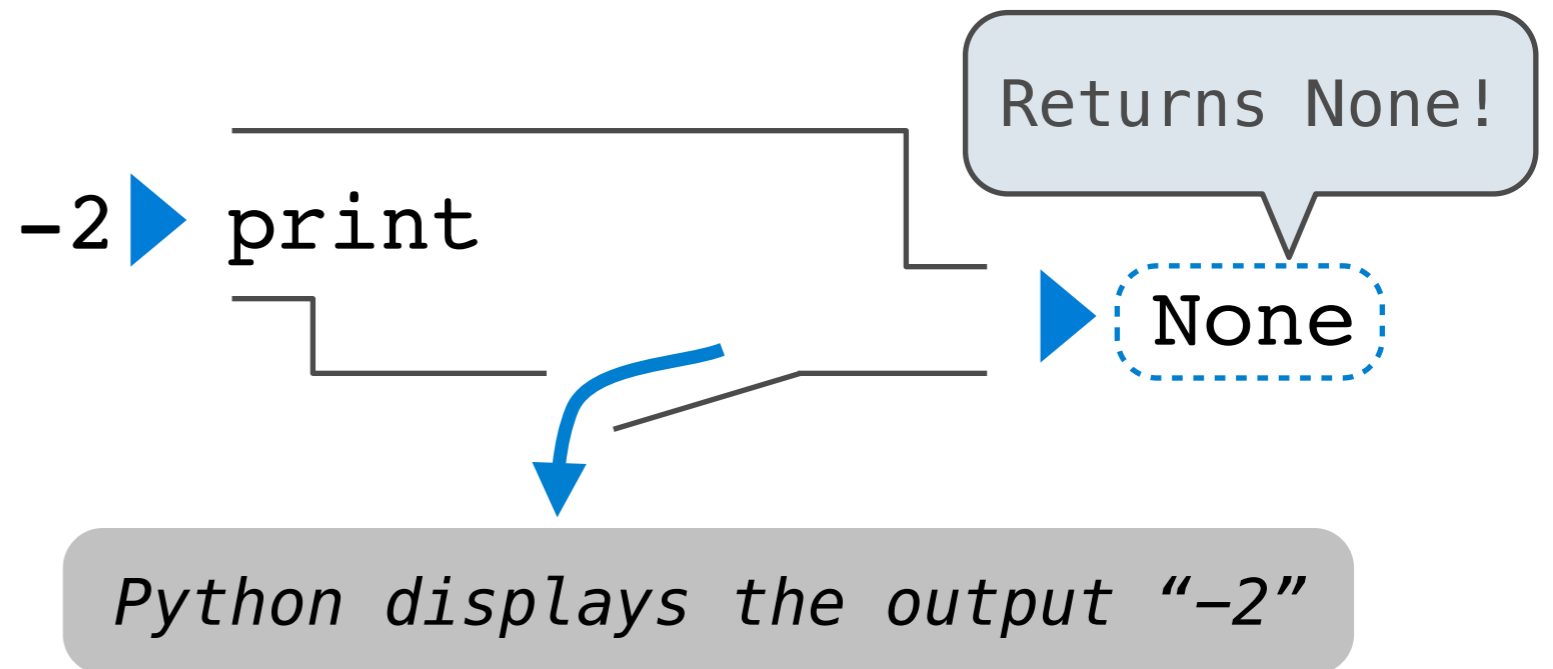 Returns None!
-2 print
None
Python displays the output “-2”